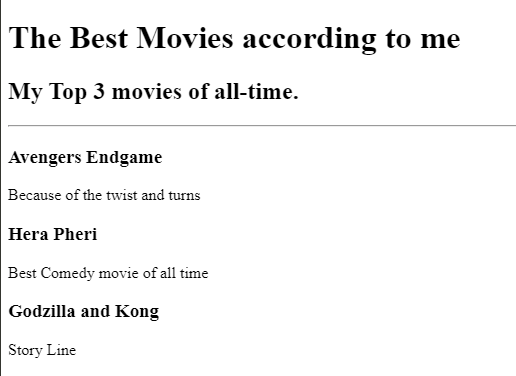 The Best Movies according to me
My Top 3 movies of all-time.
Avengers Endgame
Because of the twist and turns
Hera Pheri
Best Comedy movie of all time
Godzilla and Kong
Story Line